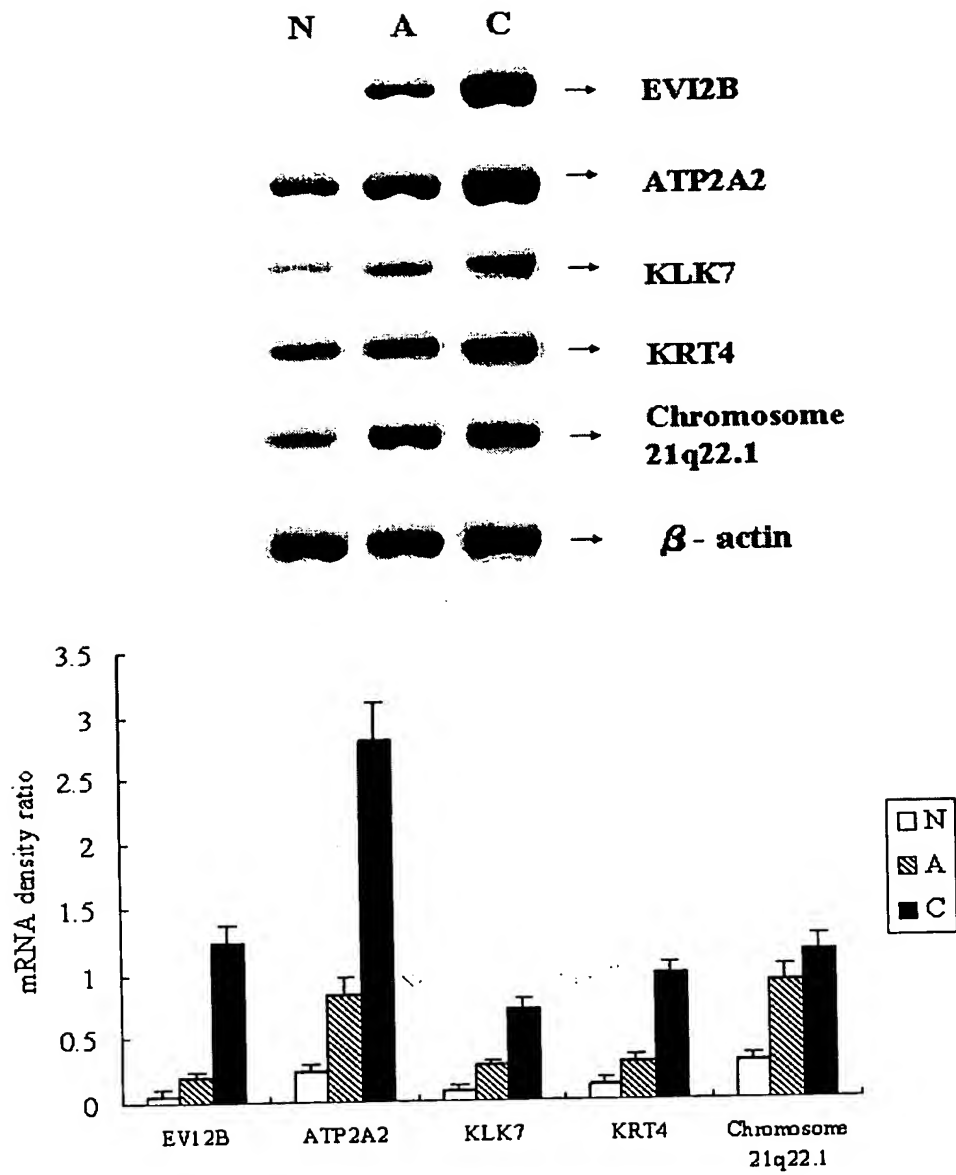 N A C
EVI2B
ATP2A2
KLK7
KRT4
Chromosome
21q22.1
β - actin
3.5
3
2.5
2
1.5
1
0.5
0
mRNA density ratio
N
A
C
EVI2B ATP2A2 KLK7 KRT4 Chromosome
21q22.1